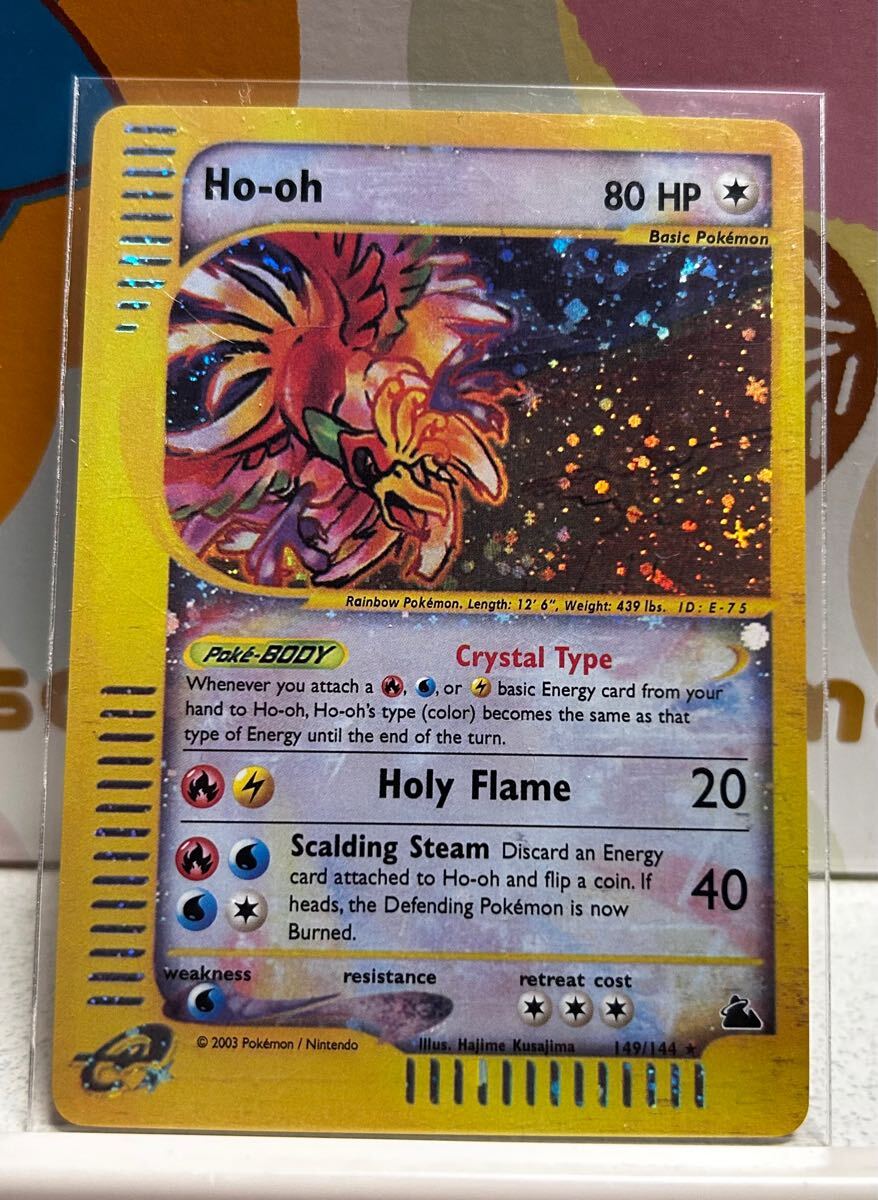 Ho-oh
80 HP
Basic Pokémon
Rainbow Pokémon. Length: 12' 6", Weight: 439 lbs. ID: E-75
Poké-BODY Crystal Type
Whenever you attach a , , or basic Energy card from your
hand to Ho-oh, Ho-oh's type (color) becomes the same as that
type of Energy until the end of the turn.
Holy Flame 20
Scalding Steam Discard an Energy
card attached to Ho-oh and flip a coin. If
heads, the Defending Pokémon is now
Burned.
40
weakness resistance retreat cost
© 2003 Pokémon / Nintendo Illus. Hajime Kusajima 149/144 ★